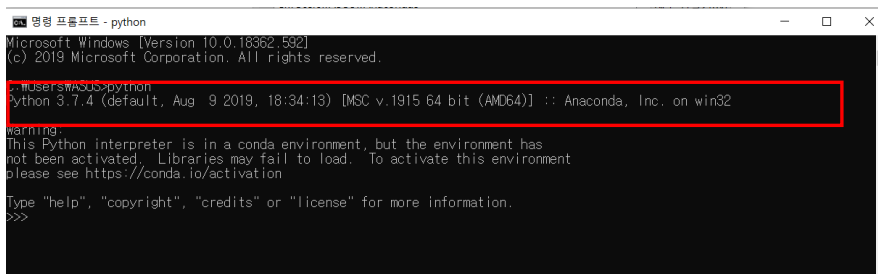 명령 프롬프트 - python
Microsoft Windows [Version 10.0.18362.592]
(c) 2019 Microsoft Corporation. All rights reserved.
C:₩Users₩ASUS>python
Python 3.7.4 (default, Aug  9 2019, 18:34:13) [MSC v.1915 64 bit (AMD64)] :: Anaconda, Inc. on win32
Warning:
This Python interpreter is in a conda environment, but the environment has
not been activated.  Libraries may fail to load.  To activate this environment
please see https://conda.io/activation
Type "help", "copyright", "credits" or "license" for more information.
>>>